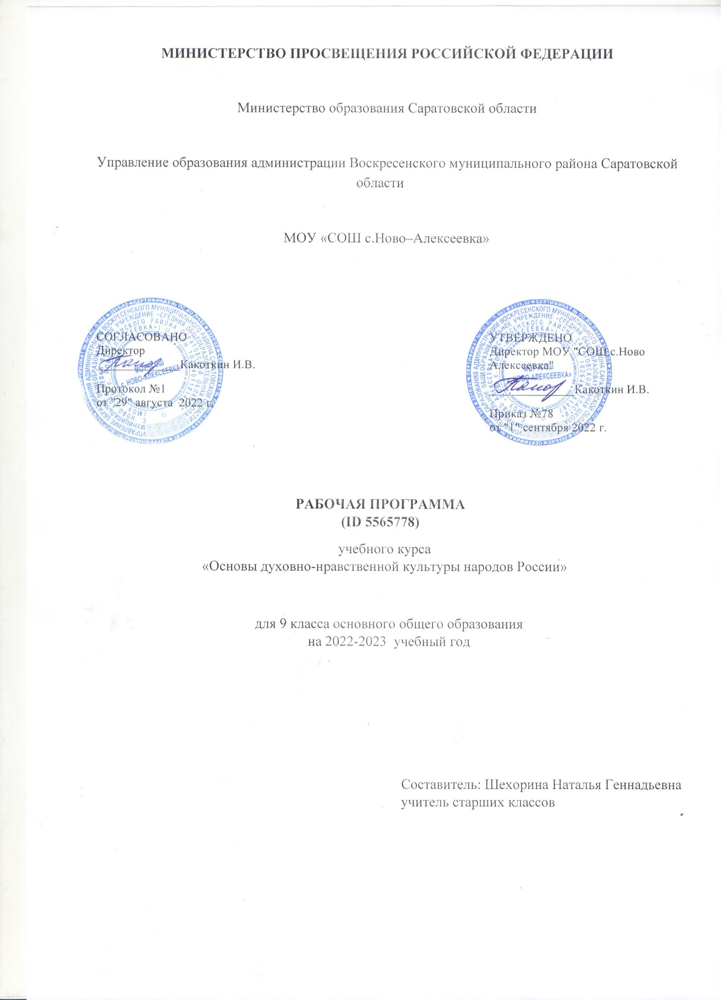 МИНИСТЕРСТВО ПРОСВЕЩЕНИЯ РОССИЙСКОЙ ФЕДЕРАЦИИ
Министерство образования Саратовской области
Управление образования администрации Воскресенского муниципального района Саратовской
области
МОУ «СОШ с.Ново–Алексеевка»
СОГЛАСОВАНО
Директор
Какоткин И.В.
Протокол №1
от "29" августа 2022 г.
УТВЕРЖДЕНО
Директор МОУ "СОШ с.Ново
Алексеевка"
Какоткин И.В.
Приказ №78
от "1" сентября 2022 г.
РАБОЧАЯ ПРОГРАММА
(ID 5565778)
учебного курса
«Основы духовно-нравственной культуры народов России»
для 9 класса основного общего образования
на 2022-2023 учебный год
Составитель: Шехорина Наталья Геннадьевна
учитель старших классов